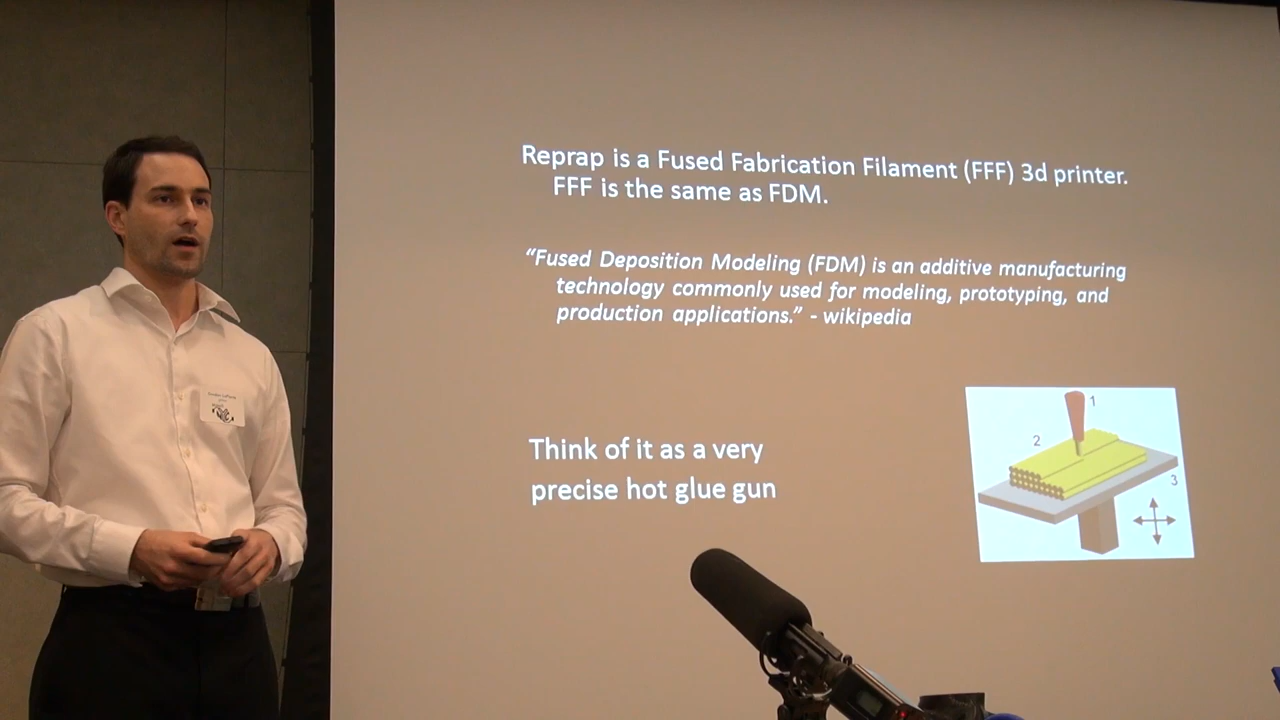 Reprap is a Fused Fabrication Filament (FFF) 3d printer.
FFF is the same as FDM.
“Fused Deposition Modeling (FDM) is an additive manufacturing
technology commonly used for modeling, prototyping, and
production applications.” - wikipedia
Think of it as a very
precise hot glue gun
1
2
3